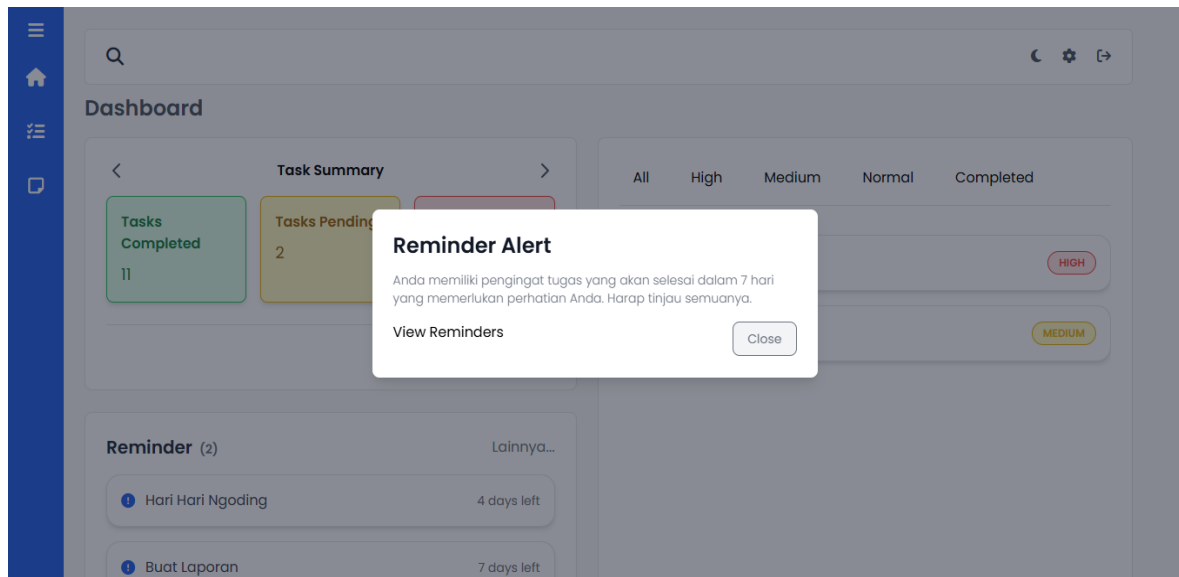 Dashboard
Task Summary
Tasks
Completed
11
Tasks Pending
2
All High Medium Normal Completed
HIGH
MEDIUM
Reminder Alert
Anda memiliki pengingat tugas yang akan selesai dalam 7 hari
yang memerlukan perhatian Anda. Harap tinjau semuanya.
View Reminders
Close
Reminder (2)
Lainnya...
Hari Hari Ngoding
4 days left
Buat Laporan
7 days left